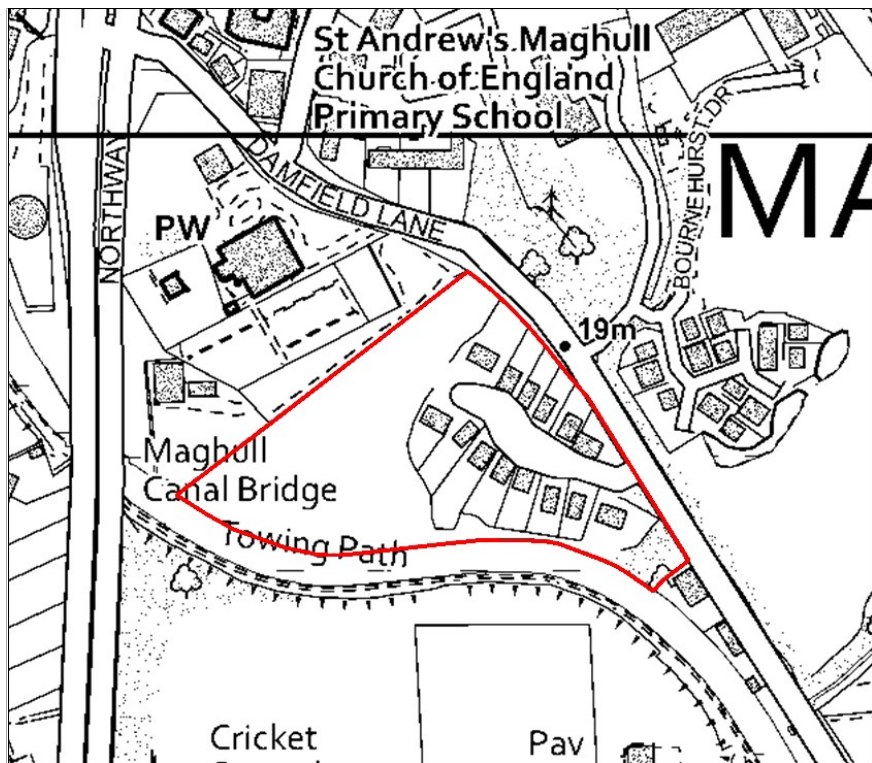 St Andrew's Maghull
Church of England
Primary School
MA
NORTHWAY
DAMFIELD LANE
BOURNEHURST DR
PW
19m
Maghull
Canal Bridge
Towing Path
Cricket
Pav